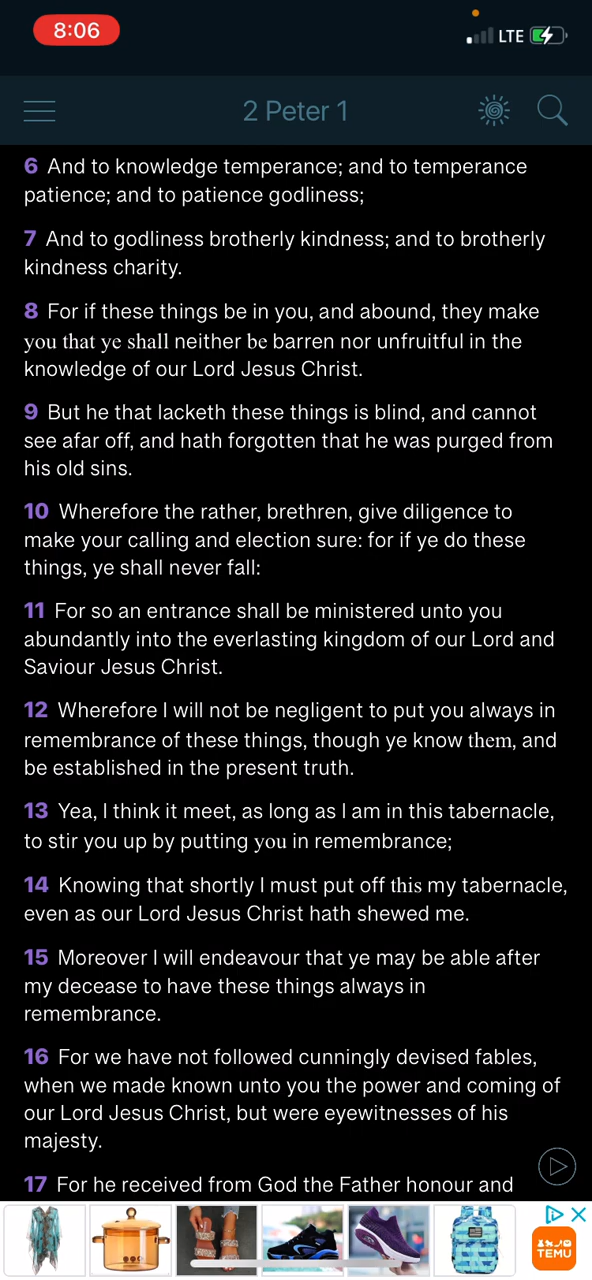 8:06
LTE
2 Peter 1
6 And to knowledge temperance; and to temperance
patience; and to patience godliness;
7 And to godliness brotherly kindness; and to brotherly
kindness charity.
8 For if these things be in you, and abound, they make
you that ye shall neither be barren nor unfruitful in the
knowledge of our Lord Jesus Christ.
9 But he that lacketh these things is blind, and cannot
see afar off, and hath forgotten that he was purged from
his old sins.
10 Wherefore the rather, brethren, give diligence to
make your calling and election sure: for if ye do these
things, ye shall never fall:
11 For so an entrance shall be ministered unto you
abundantly into the everlasting kingdom of our Lord and
Saviour Jesus Christ.
12 Wherefore I will not be negligent to put you always in
remembrance of these things, though ye know them, and
be established in the present truth.
13 Yea, I think it meet, as long as I am in this tabernacle,
to stir you up by putting you in remembrance;
14 Knowing that shortly I must put off this my tabernacle,
even as our Lord Jesus Christ hath shewed me.
15 Moreover I will endeavour that ye may be able after
my decease to have these things always in
remembrance.
16 For we have not followed cunningly devised fables,
when we made known unto you the power and coming of
our Lord Jesus Christ, but were eyewitnesses of his
majesty.
17 For he received from God the Father honour and
TEMU